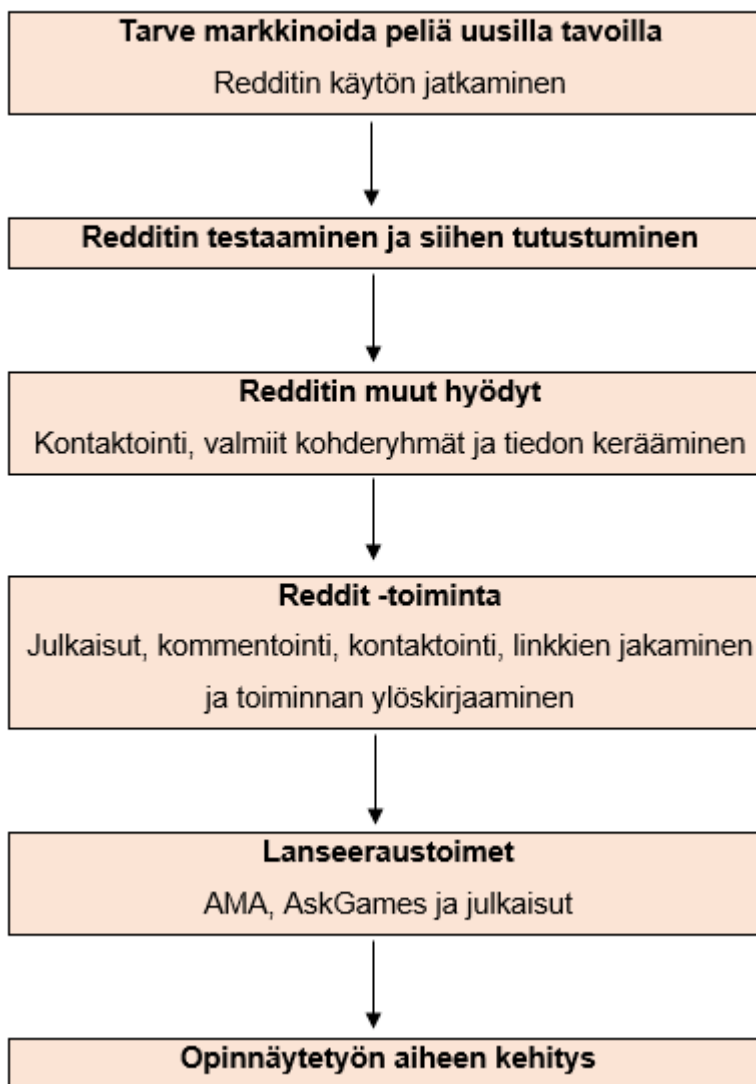 Tarve markkinoida peliä uusilla tavoilla
Redditin käytön jatkaminen
Redditin testaaminen ja siihen tutustuminen
Redditin muut hyödyt
Kontaktointi, valmiit kohderyhmät ja tiedon kerääminen
Reddit -toiminta
Julkaisut, kommentointi, kontaktointi, linkkien jakaminen
ja toiminnan ylöskirjaaminen
Lanseeraustoimet
AMA, AskGames ja julkaisut
Opinnäytetyön aiheen kehitys